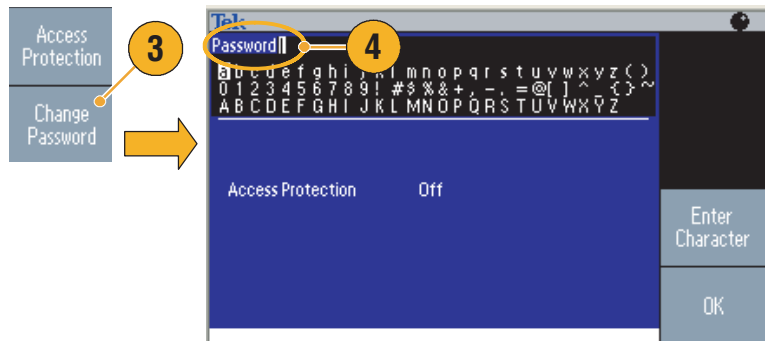 Access
Protection
3
Change
Password
Tek
Password
4
a b c d e f g h i j k l m n o p q r s t u v w x y z ( )
0 1 2 3 4 5 6 7 8 9 ! # $ % & + , - . = @ [ ] ^ _ { } ~
A B C D E F G H I J K L M N O P Q R S T U V W X Y Z
Access Protection Off
Enter
Character
OK